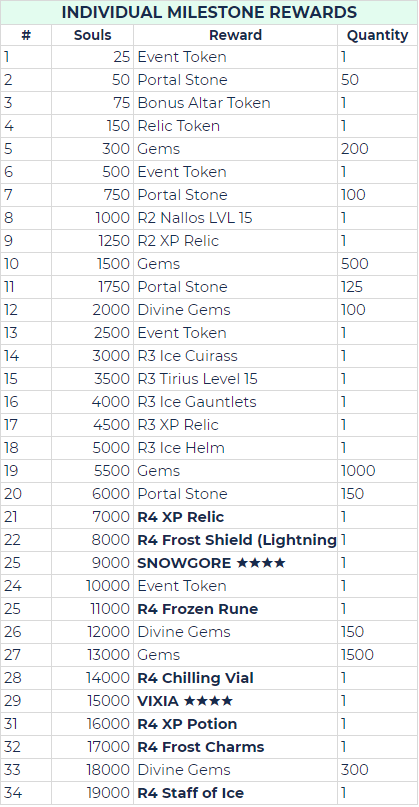 INDIVIDUAL MILESTONE REWARDS
# Souls Reward Quantity
1 25 Event Token 1
2 50 Portal Stone 50
3 75 Bonus Altar Token 1
4 150 Relic Token 1
5 300 Gems 200
6 500 Event Token 1
7 750 Portal Stone 100
8 1000 R2 Nallos LVL 15 1
9 1250 R2 XP Relic 1
10 1500 Gems 500
11 1750 Portal Stone 125
12 2000 Divine Gems 100
13 2500 Event Token 1
14 3000 R3 Ice Cuirass 1
15 3500 R3 Tirius Level 15 1
16 4000 R3 Ice Gauntlets 1
17 4500 R3 XP Relic 1
18 5000 R3 Ice Helm 1
19 5500 Gems 1000
20 6000 Portal Stone 150
21 7000 R4 XP Relic 1
22 8000 R4 Frost Shield (Lightning 1
25 9000 SNOWGORE ★★★★ 1
24 10000 Event Token 1
25 11000 R4 Frozen Rune 1
26 12000 Divine Gems 150
27 13000 Gems 1500
28 14000 R4 Chilling Vial 1
29 15000 VIXIA ★★★★ 1
31 16000 R4 XP Potion 1
32 17000 R4 Frost Charms 1
33 18000 Divine Gems 300
34 19000 R4 Staff of Ice 1